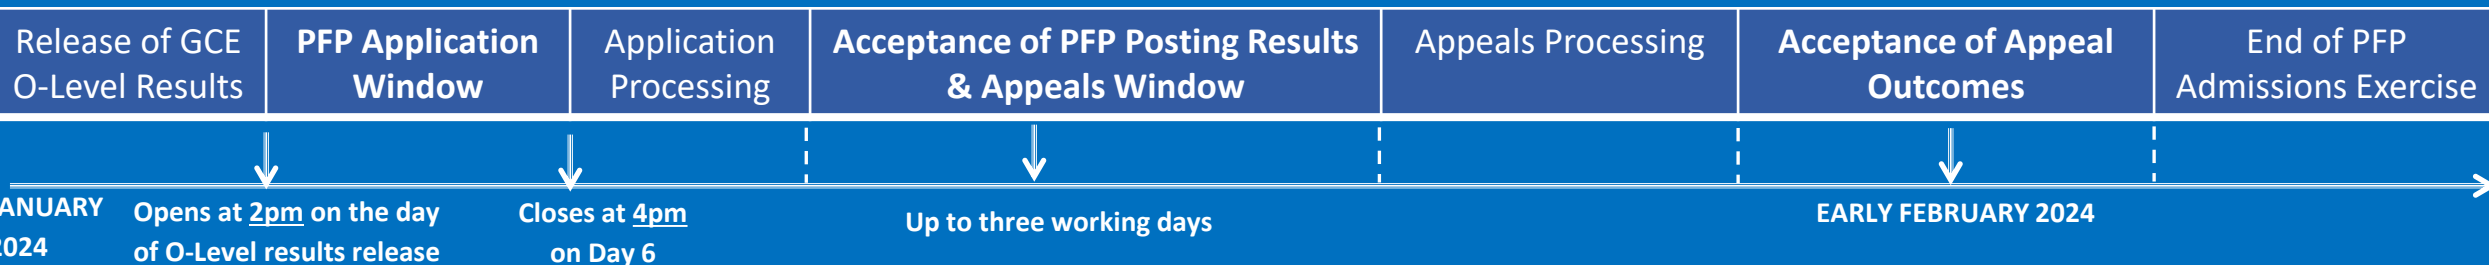 Release of GCE
O-Level Results
PFP Application
Window
Application
Processing
Acceptance of PFP Posting Results
& Appeals Window
Appeals Processing
Acceptance of Appeal
Outcomes
End of PFP
Admissions Exercise
ANUARY
2024
Opens at 2pm on the day
of O-Level results release
Closes at 4pm
on Day 6
Up to three working days
EARLY FEBRUARY 2024